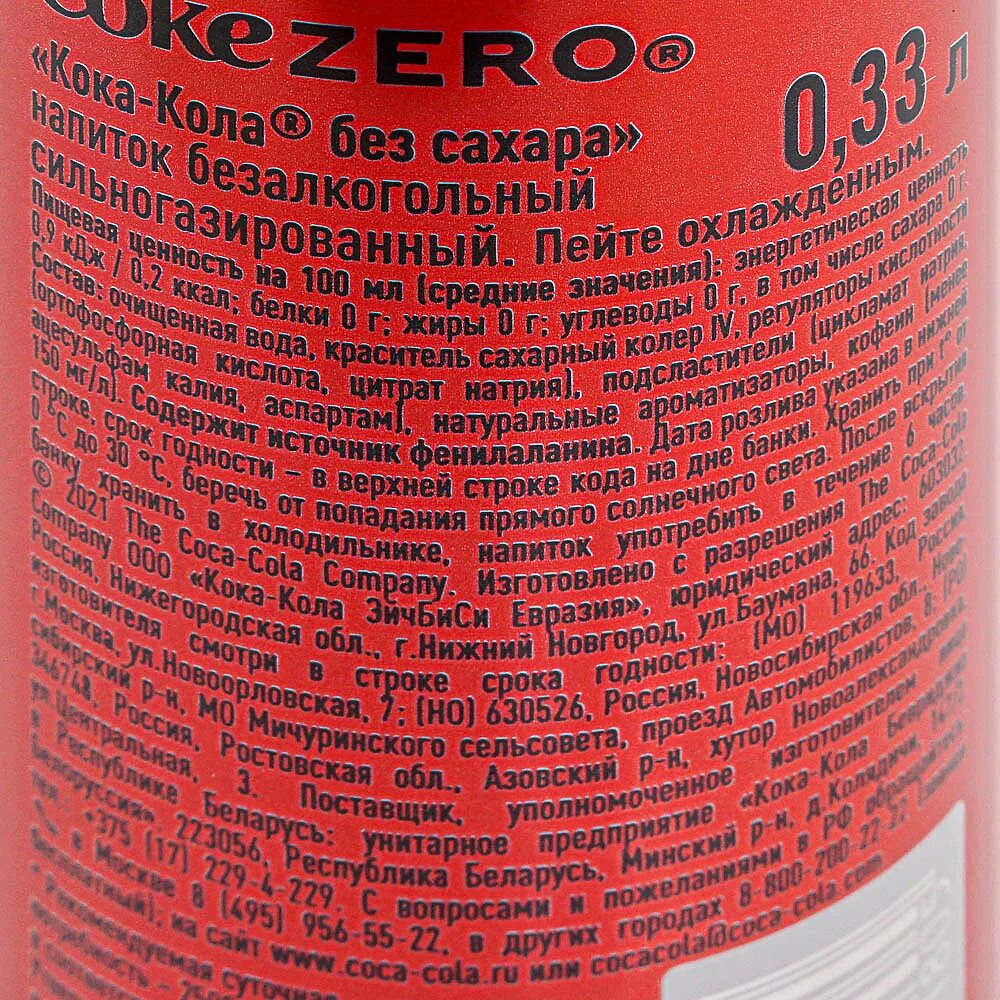 Coke ZERO®
0,33 л
«Кока-Кола® без сахара»
напиток безалкогольный
сильногазированный. Пейте охлаждённым.
Пищевая ценность на 100 мл (средние значения): энергетическая ценность
0,9 кДж / 0,2 ккал; белки 0 г; жиры 0 г; углеводы 0 г, в том числе сахара 0 г.
Состав: очищенная вода, краситель сахарный колер IV, регуляторы кислотности
(ортофосфорная кислота, цитрат натрия), подсластители (цикламат натрия,
ацесульфам калия, аспартам), натуральные ароматизаторы, кофеин (менее
150 мг/л). Содержит источник фенилаланина. Дата розлива указана в нижней
строке, срок годности – в верхней строке кода на дне банки. Хранить при t° от
0 °С до 30 °С, беречь от попадания прямого солнечного света. После вскрытия
банку хранить в холодильнике, напиток употребить в течение 6 часов.
© 2021 The Coca-Cola Company. Изготовлено с разрешения The Coca-Cola
Company ООО «Кока-Кола ЭйчБиСи Евразия», юридический адрес: 603032,
Россия, Нижегородская обл., г.Нижний Новгород, ул.Баумана, 66. Код завода
изготовителя смотри в строке срока годности: (МО) 119633, Россия,
г.Москва, ул.Новоорловская, 7; (НО) 630526, Россия, Новосибирская обл., Ново-
сибирский р-н, МО Мичуринского сельсовета, проезд Автомобилистов, 8; (РО)
346748, Россия, Ростовская обл., Азовский р-н, хутор Новоалександровка,
ул.Центральная, 3. Поставщик, уполномоченное изготовителем лицо
в Республике Беларусь: унитарное предприятие «Кока-Кола Бевриджиз
Белоруссия» 223056, Республика Беларусь, Минский р-н, д.Колядичи,
+375 (17) 229-4-229. С вопросами и пожеланиями в РФ
в Москве 8 (495) 956-55-22, в других городах 8-800-200-22-22
на сайт www.coca-cola.ru или cocacola@coca-cola.com
Рекомендуемая суточная